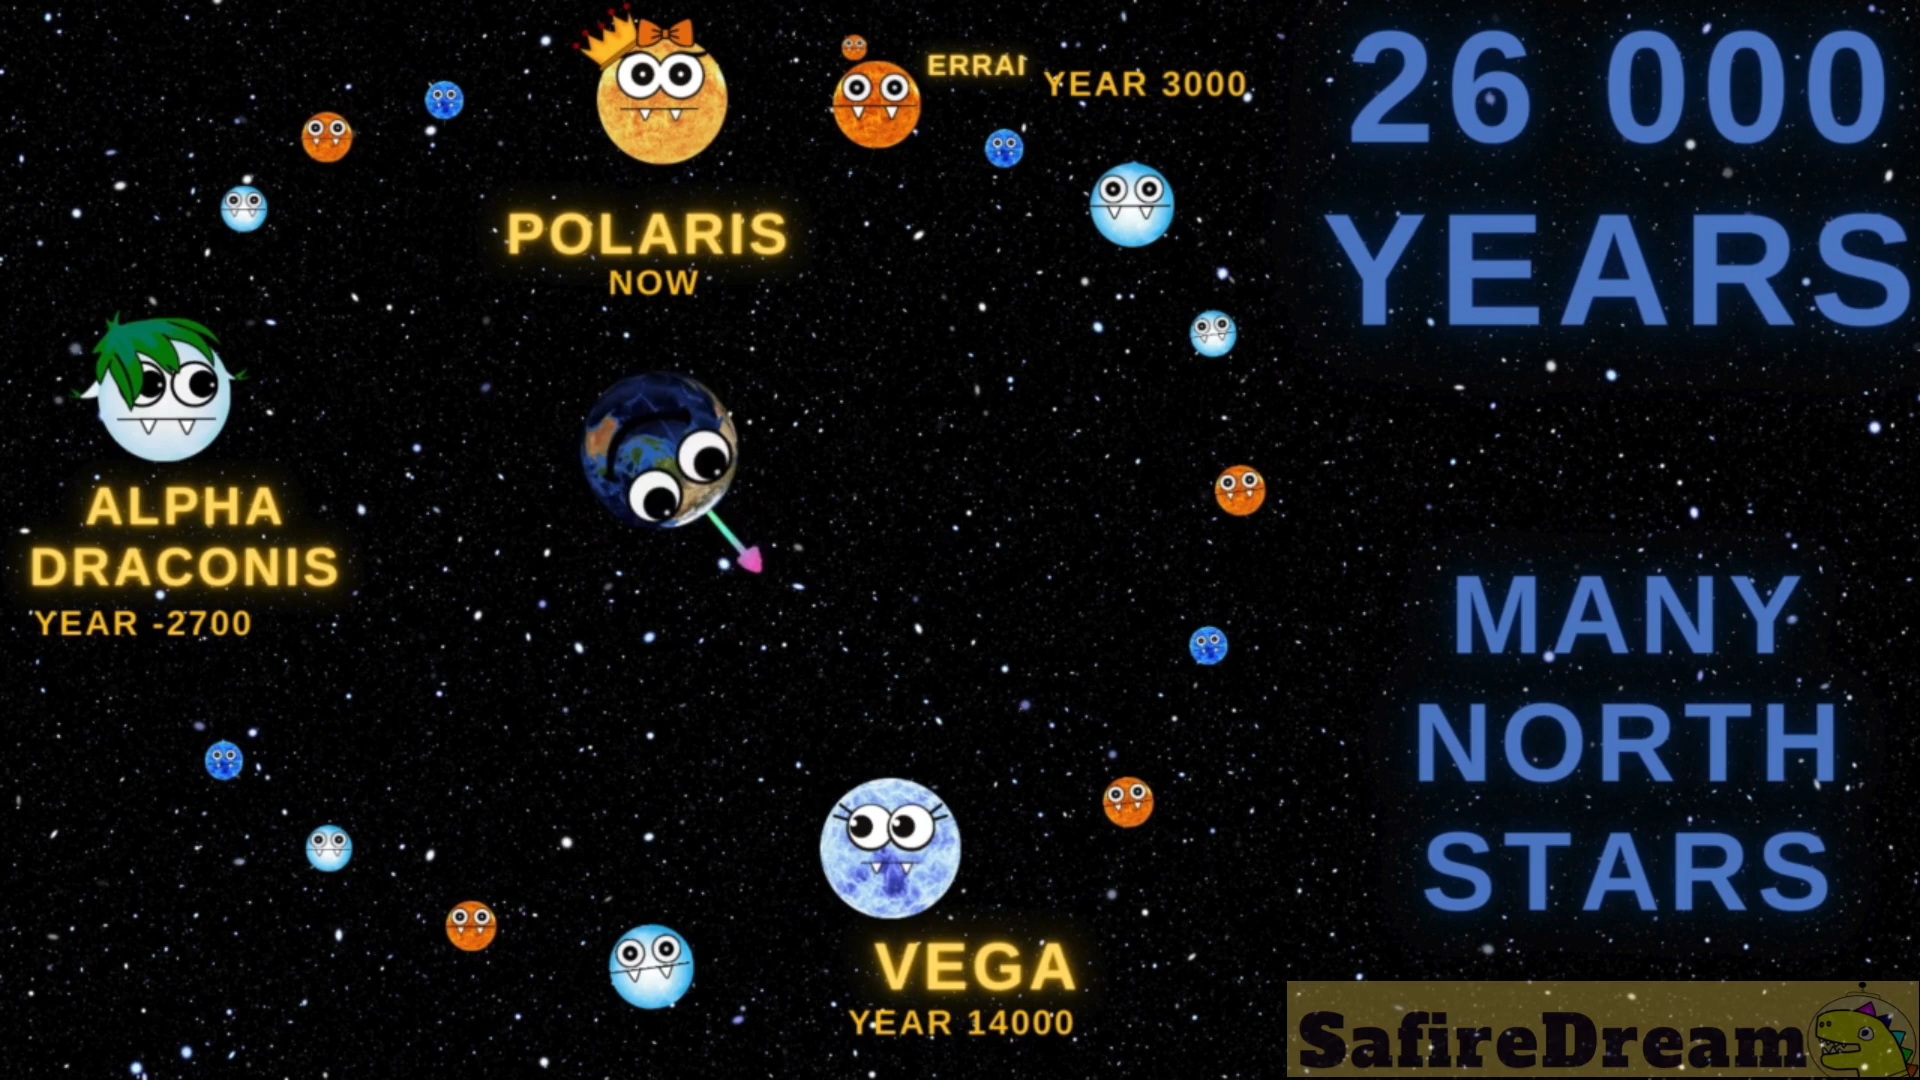 26 000
YEARS
POLARIS
NOW
ERRAI
YEAR 3000
ALPHA
DRACONIS
YEAR -2700
MANY
NORTH
STARS
VEGA
YEAR 14000
SafireDream